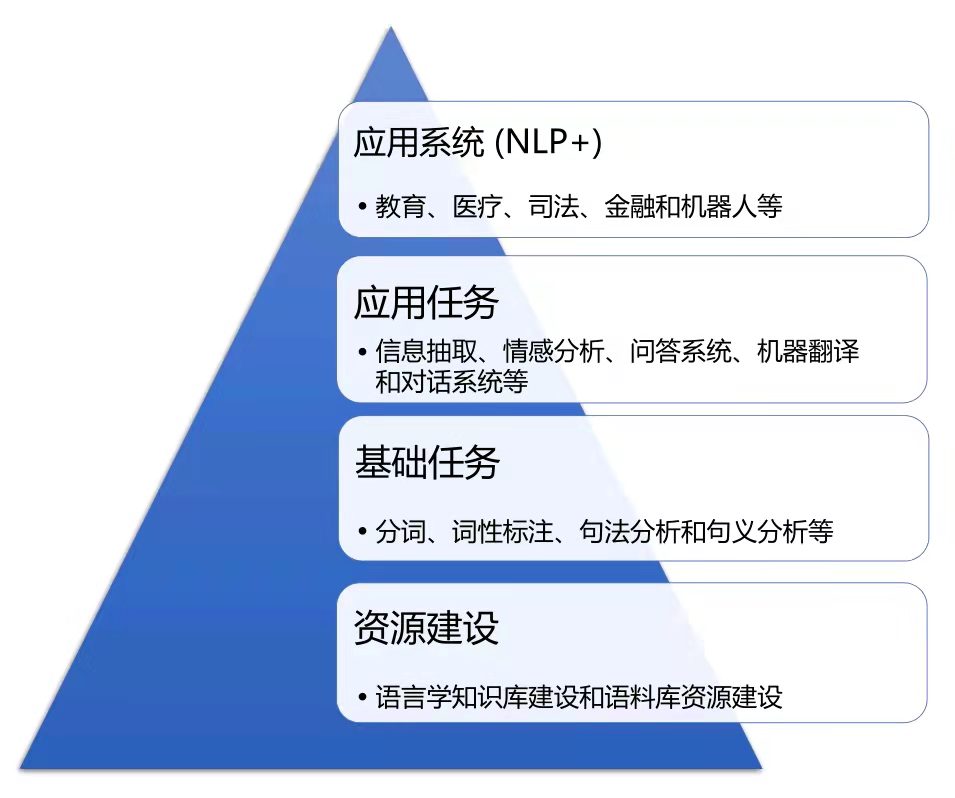 应用系统 (NLP+)
• 教育、医疗、司法、金融和机器人等
应用任务
• 信息抽取、情感分析、问答系统、机器翻译
和对话系统等
基础任务
• 分词、词性标注、句法分析和句义分析等
资源建设
• 语言学知识库建设和语料库资源建设